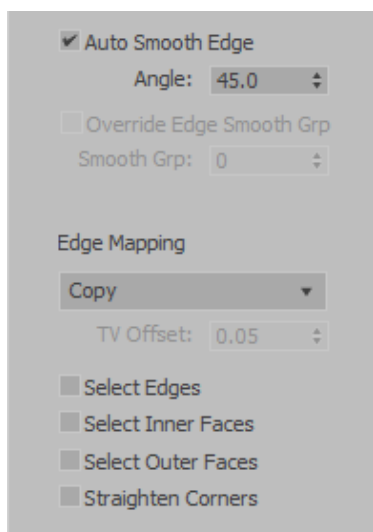 Auto Smooth Edge
Angle: 45.0
Override Edge Smooth Grp
Smooth Grp: 0
Edge Mapping
Copy
TV Offset: 0.05
Select Edges
Select Inner Faces
Select Outer Faces
Straighten Corners